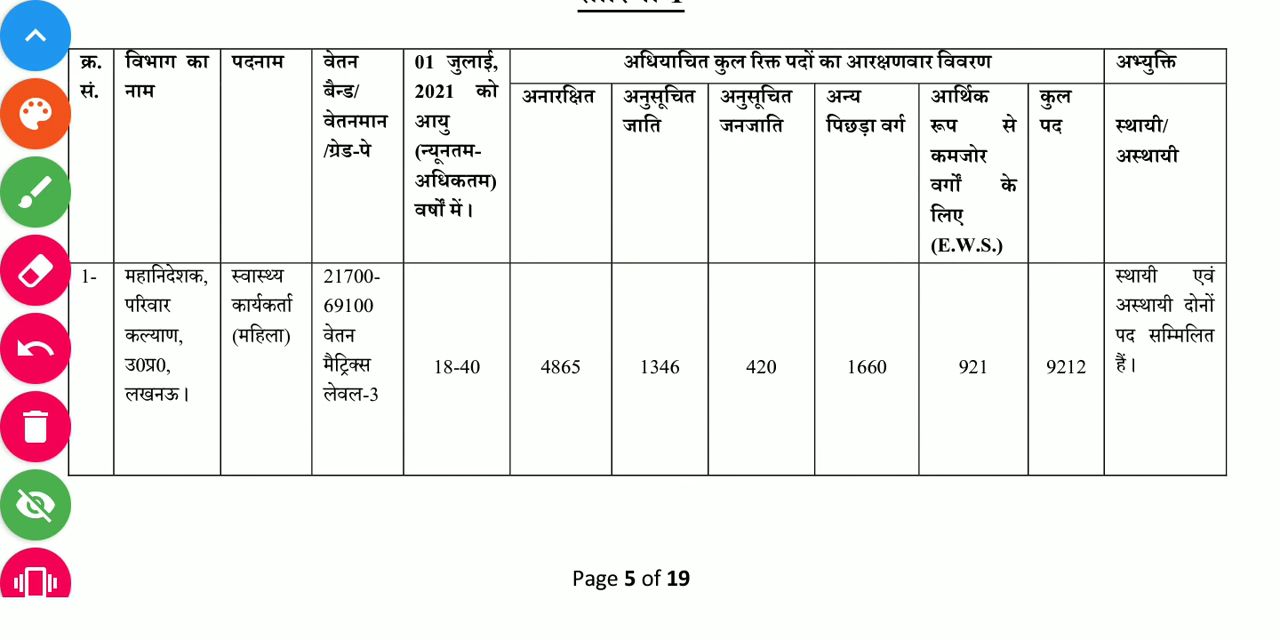 क्र. सं.
विभाग का नाम
पदनाम
वेतन बैन्ड/ वेतनमान /ग्रेड-पे
01 जुलाई, 2021 को आयु (न्यूनतम-अधिकतम) वर्षों में।
अधियाचित कुल रिक्त पदों का आरक्षणवार विवरण
अनारक्षित
अनुसूचित जाति
अनुसूचित जनजाति
अन्य पिछड़ा वर्ग
आर्थिक रूप से कमजोर वर्गों के लिए (E.W.S.)
कुल पद
अभ्युक्ति
स्थायी/ अस्थायी
1-
महानिदेशक, परिवार कल्याण, उ0प्र0, लखनऊ।
स्वास्थ्य कार्यकर्ता (महिला)
21700-69100 वेतन मैट्रिक्स लेवल-3
18-40
4865
1346
420
1660
921
9212
स्थायी एवं अस्थायी दोनों पद सम्मिलित हैं।
Page 5 of 19